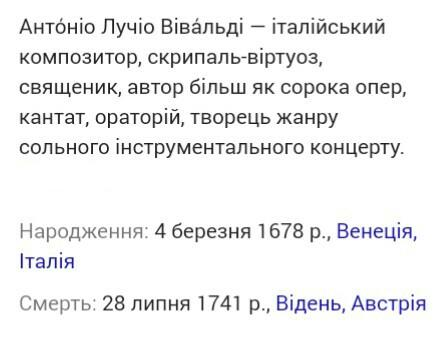 Анто́ніо Лучіо Віва́льді — італійський
композитор, скрипаль-віртуоз,
священик, автор більш як сорока опер,
кантат, ораторій, творець жанру
сольного інструментального концерту.
Народження: 4 березня 1678 р., Венеція,
Італія
Смерть: 28 липня 1741 р., Відень, Австрія